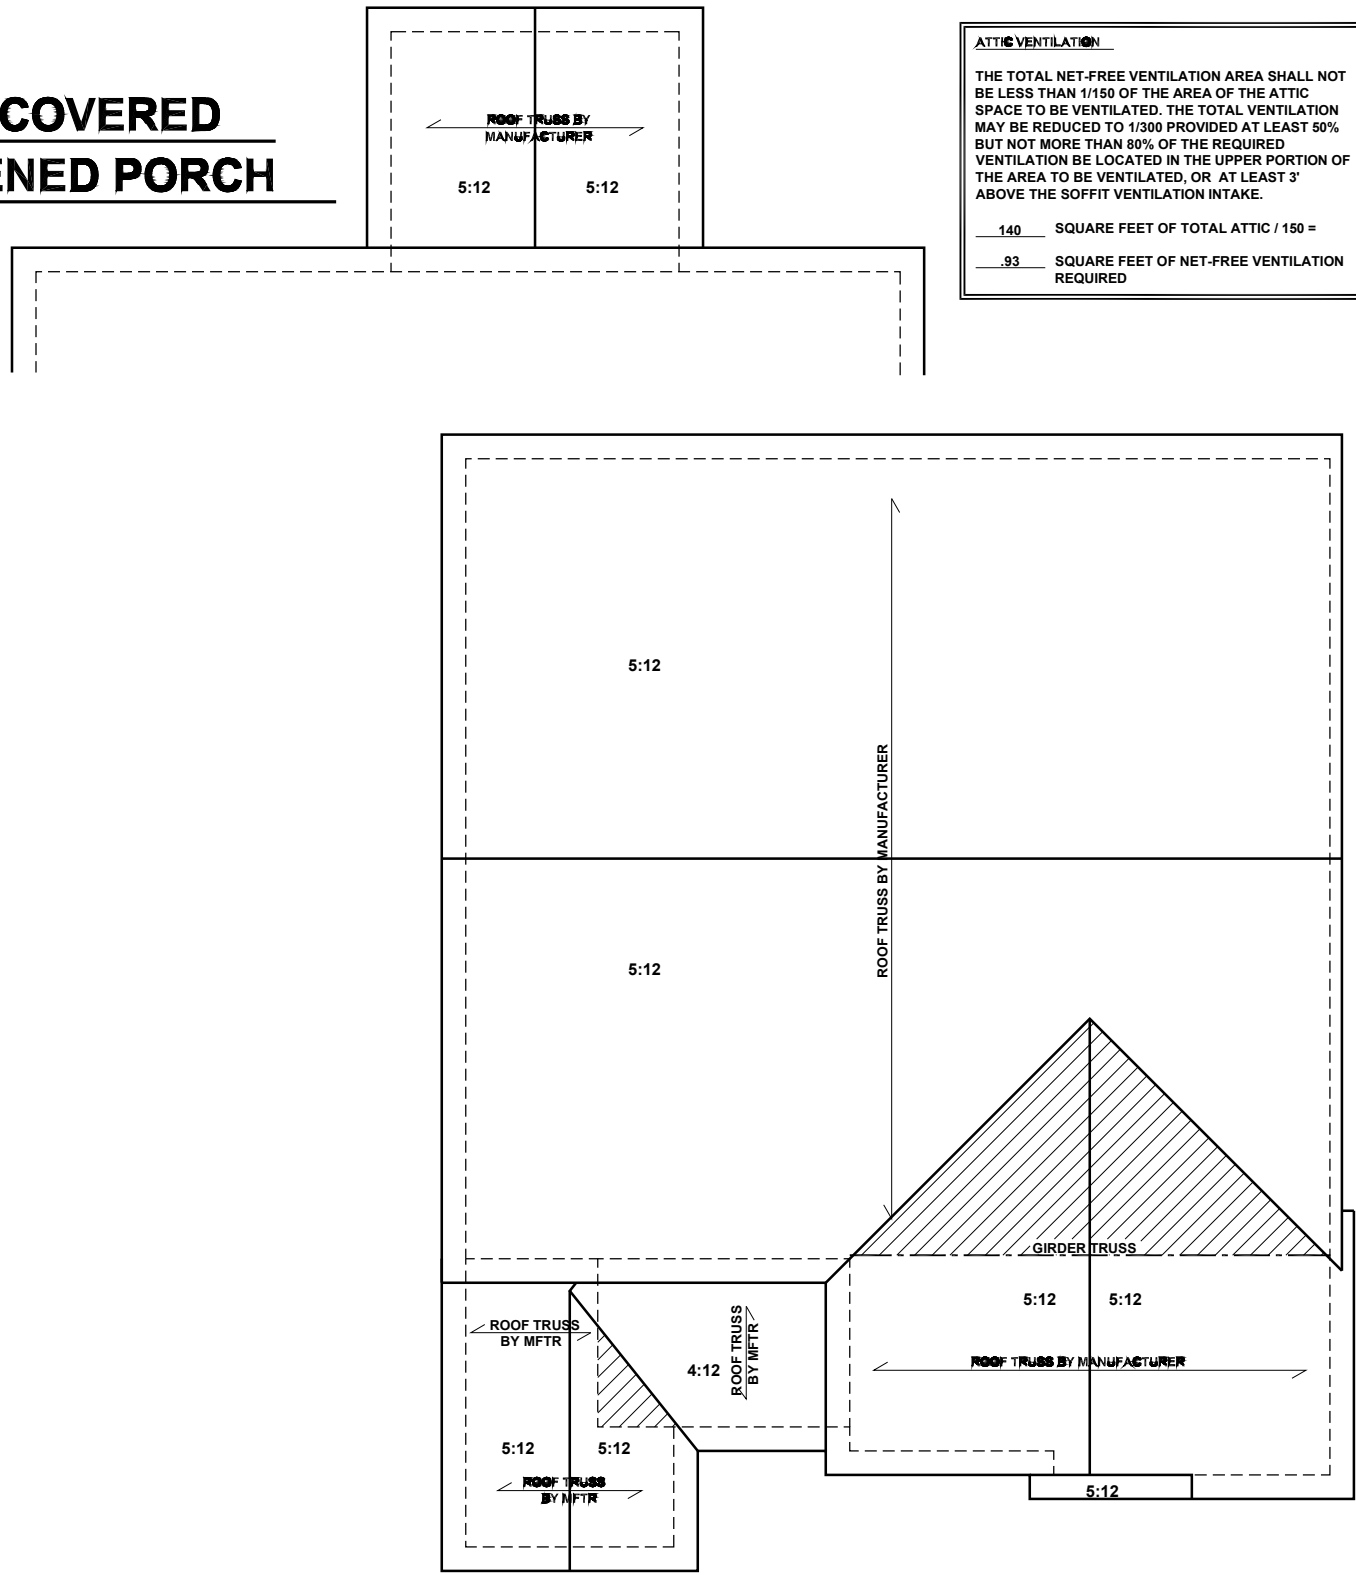 COVERED
ENED PORCH
ROOF TRUSS BY
MANUFACTURER
5:12 5:12
ATTIC VENTILATION
THE TOTAL NET-FREE VENTILATION AREA SHALL NOT
BE LESS THAN 1/150 OF THE AREA OF THE ATTIC
SPACE TO BE VENTILATED. THE TOTAL VENTILATION
MAY BE REDUCED TO 1/300 PROVIDED AT LEAST 50%
BUT NOT MORE THAN 80% OF THE REQUIRED
VENTILATION BE LOCATED IN THE UPPER PORTION OF
THE AREA TO BE VENTILATED, OR AT LEAST 3'
ABOVE THE SOFFIT VENTILATION INTAKE.
140 SQUARE FEET OF TOTAL ATTIC / 150 =
.93 SQUARE FEET OF NET-FREE VENTILATION
REQUIRED
5:12
ROOF TRUSS BY MANUFACTURER
5:12
GIRDER TRUSS
5:12 5:12
ROOF TRUSS
BY MFTR
ROOF TRUSS
BY MFTR
4:12
ROOF TRUSS BY MANUFACTURER
5:12 5:12
ROOF TRUSS
BY MFTR
5:12